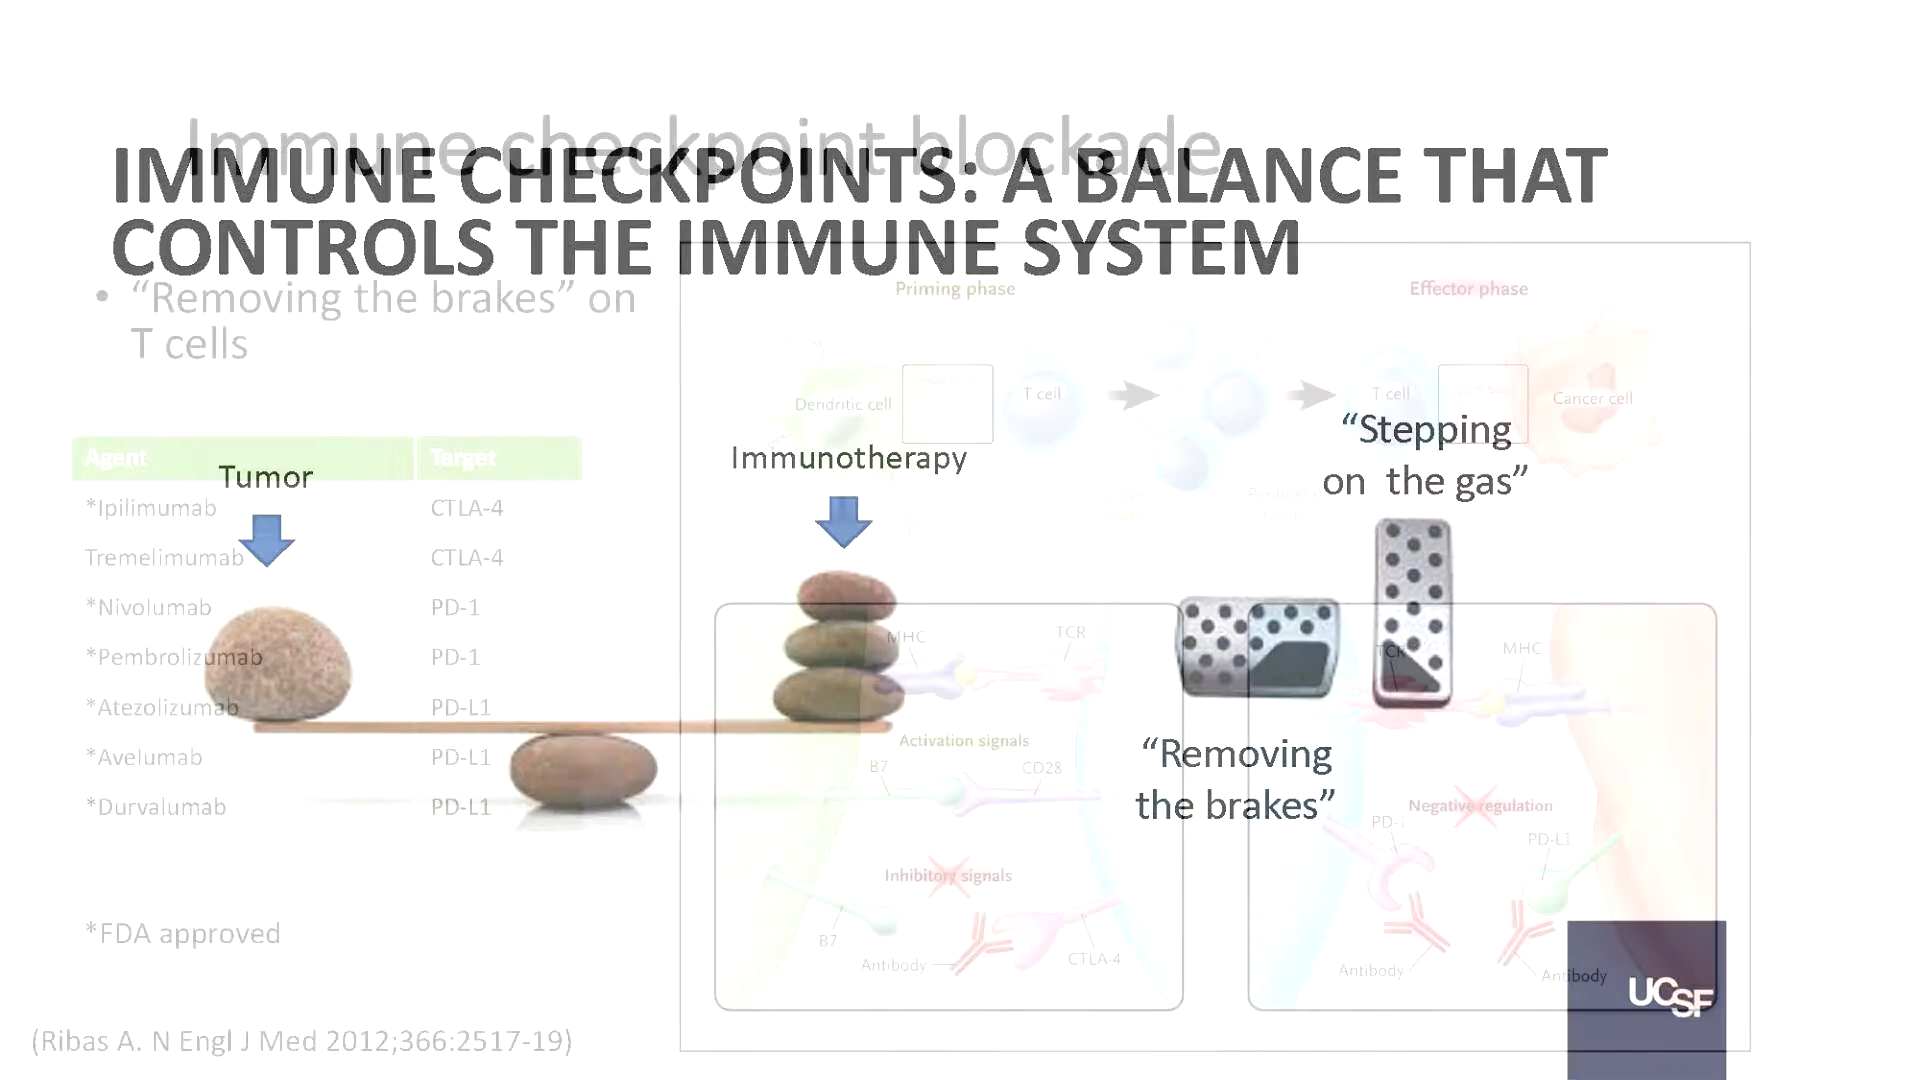 Immune checkpoint blockade
IMMUNE CHECKPOINTS: A BALANCE THAT
CONTROLS THE IMMUNE SYSTEM
• “Removing the brakes” on
T cells
Agent Target
*Ipilimumab CTLA-4
Tremelimumab CTLA-4
*Nivolumab PD-1
*Pembrolizumab PD-1
*Atezolizumab PD-L1
*Avelumab PD-L1
*Durvalumab PD-L1
*FDA approved
(Ribas A. N Engl J Med 2012;366:2517-19)
Tumor
Immunotherapy
“Stepping
on the gas”
“Removing
the brakes”
Priming phase
Effector phase
Dendritic cell
T cell
T cell
Cancer cell
MHC
TCR
Activation signals
B7
CD28
Inhibitory signals
B7
Antibody
CTLA-4
TCR
MHC
Negative regulation
PD-1
PD-L1
Antibody
Antibody
UCSF